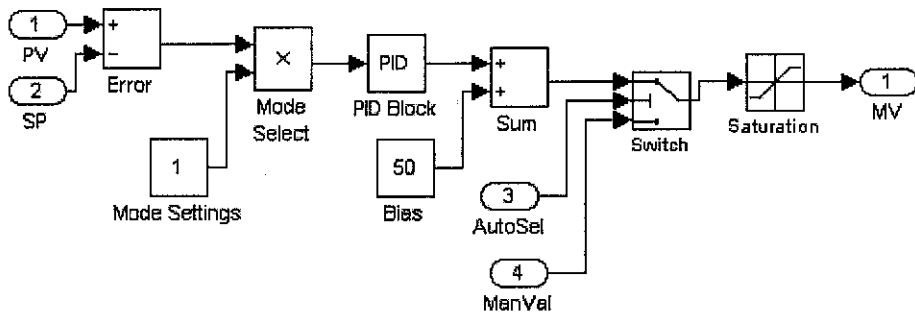 1
PV
+
−
Error
2
SP
×
Mode
Select
1
Mode Settings
PID
PID Block
+
+
Sum
50
Bias
3
AutoSel
4
ManVal
Switch
Saturation
1
MV